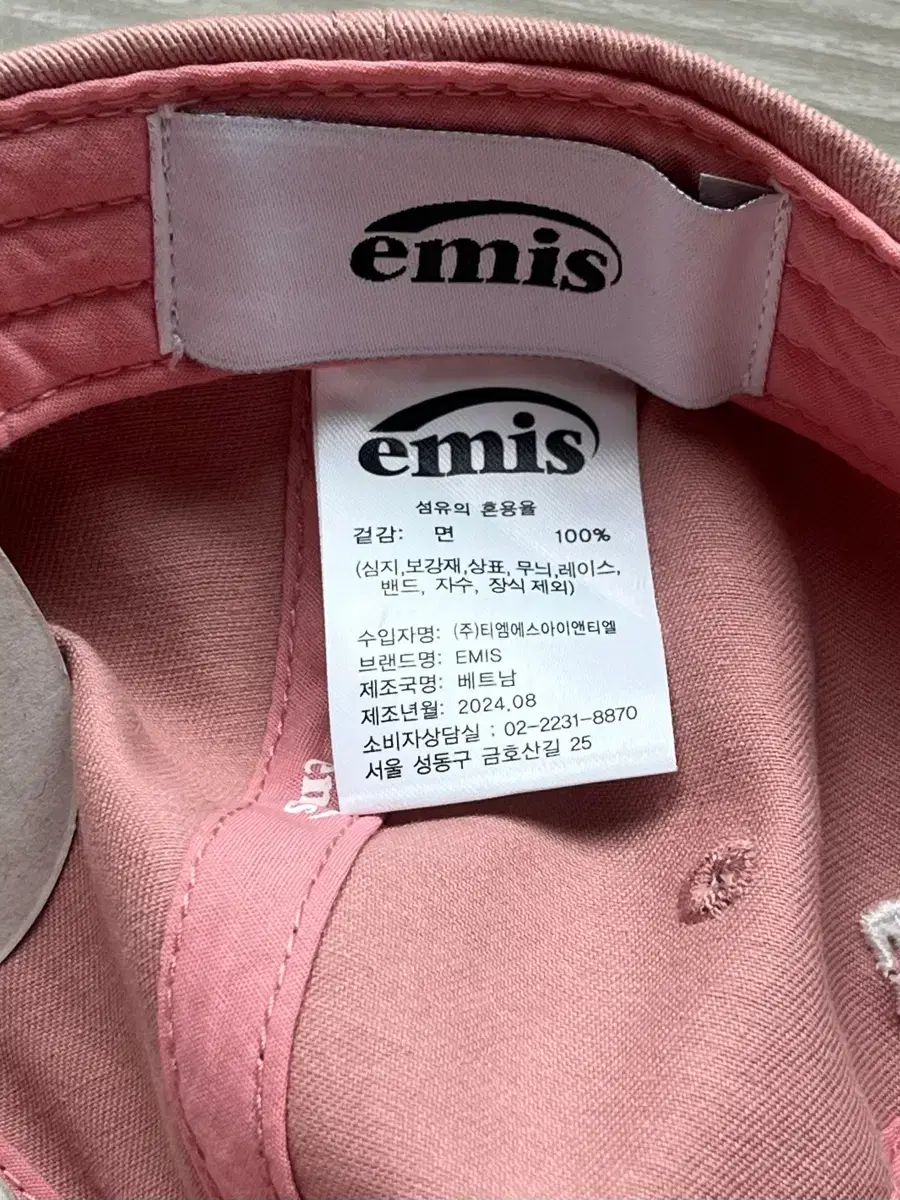 emis
emis
섬유의 혼용율
겉감: 면 100%
(심지,보강재,상표, 무늬,레이스,
밴드, 자수, 장식 제외)
수입자명: (주)티엠에스아이앤티엘
브랜드명: EMIS
제조국명: 베트남
제조년월: 2024.08
소비자상담실 : 02-2231-8870
서울 성동구 금호산길 25